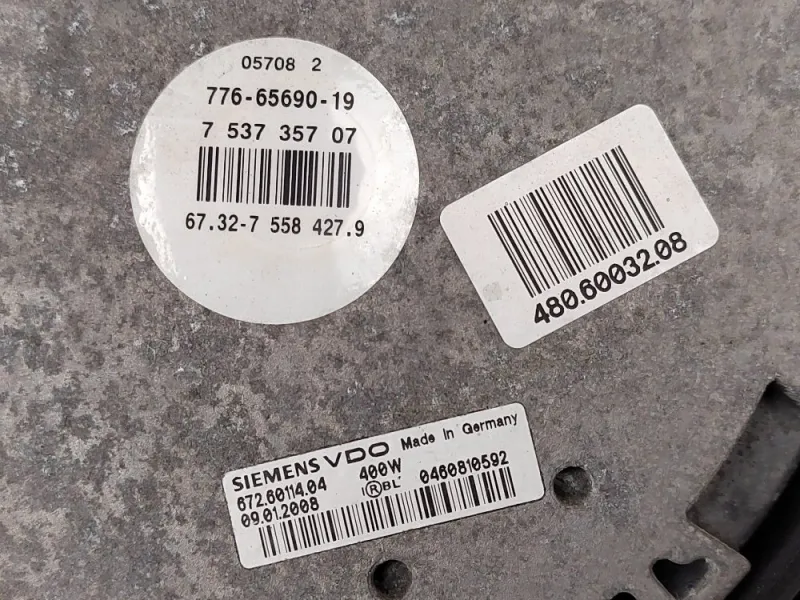 05708 2
776-65690-19
7 537 357 07
67.32-7 558 427.9
480.60032.08
SIEMENS VDO Made in Germany
672.60114.04 400W 0460810592
09.01.2008 I®BL